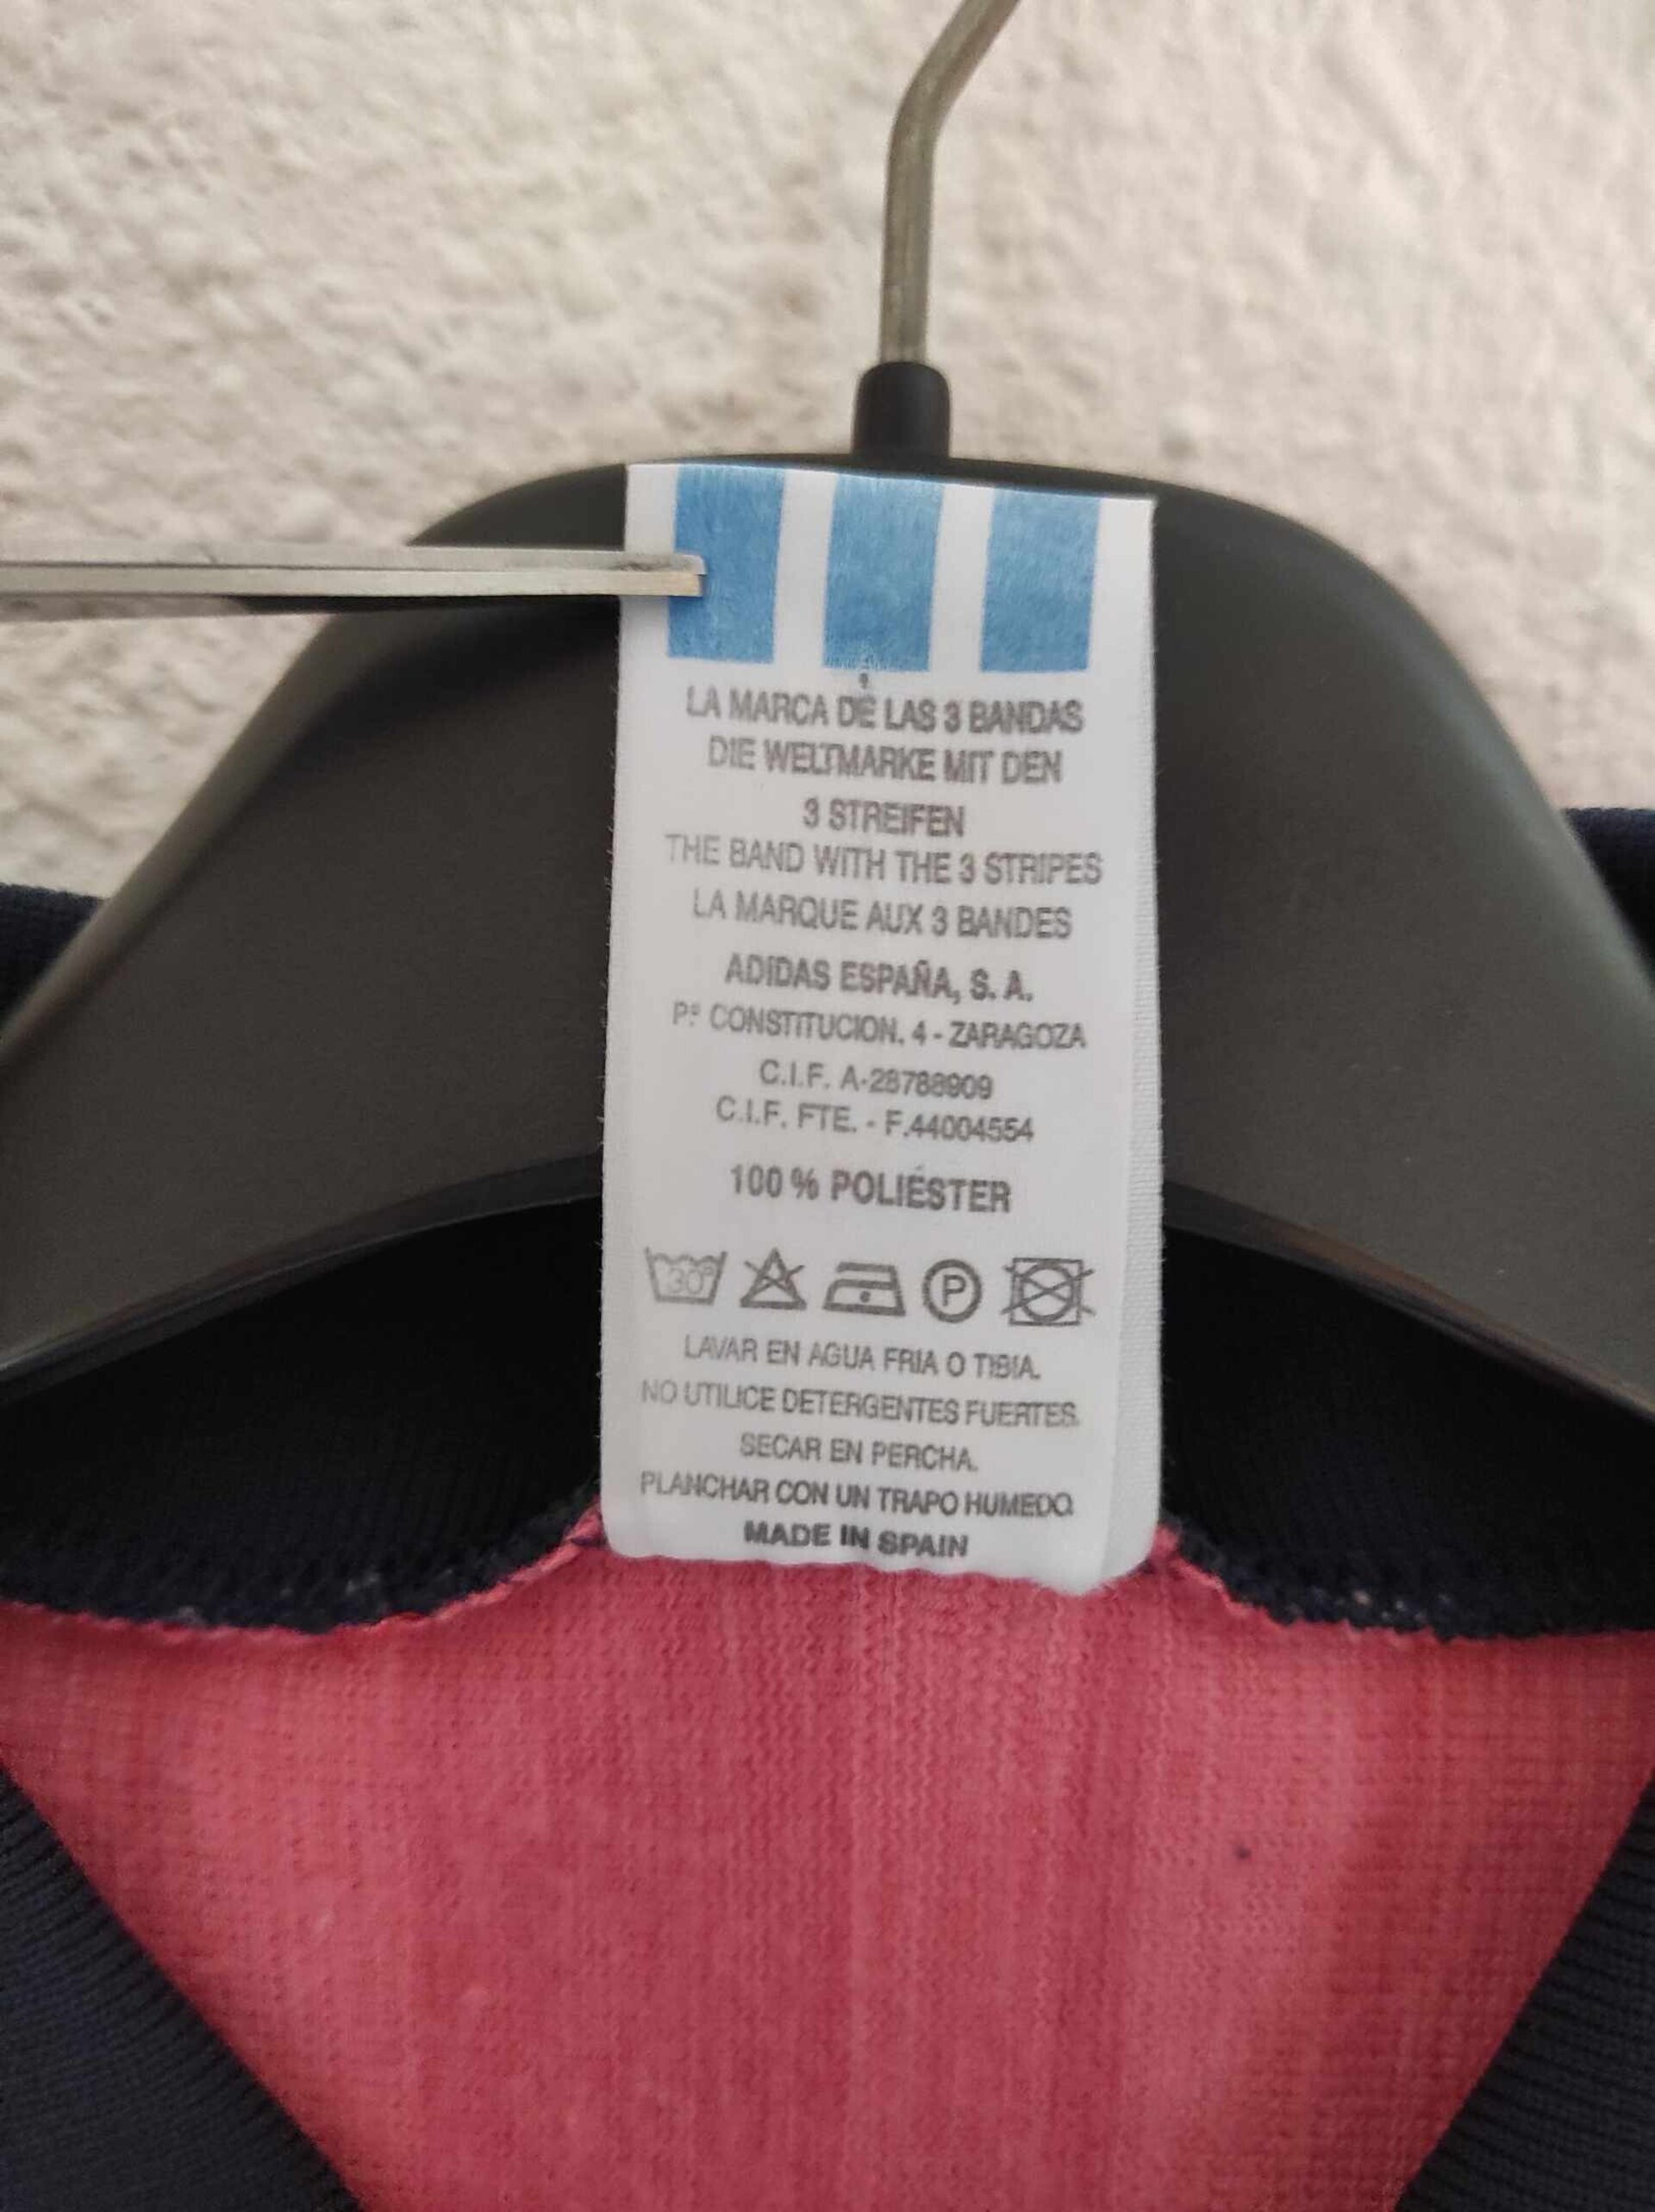 LA MARCA DE LAS 3 BANDAS
DIE WELTMARKE MIT DEN
3 STREIFEN
THE BAND WITH THE 3 STRIPES
LA MARQUE AUX 3 BANDES
ADIDAS ESPAÑA, S. A.
P.º CONSTITUCION. 4 - ZARAGOZA
C.I.F. A-28788909
C.I.F. FTE. - F.44004554
100 % POLIÉSTER
30°
P
LAVAR EN AGUA FRIA O TIBIA.
NO UTILICE DETERGENTES FUERTES.
SECAR EN PERCHA.
PLANCHAR CON UN TRAPO HUMEDO.
MADE IN SPAIN